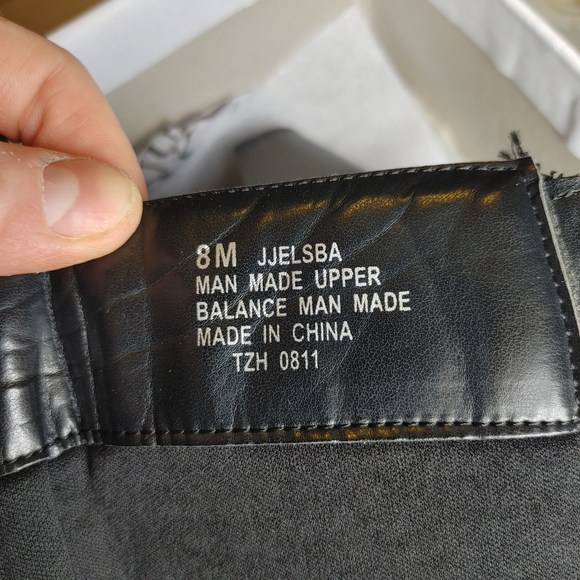 8M JJELSBA
MAN MADE UPPER
BALANCE MAN MADE
MADE IN CHINA
TZH 0811